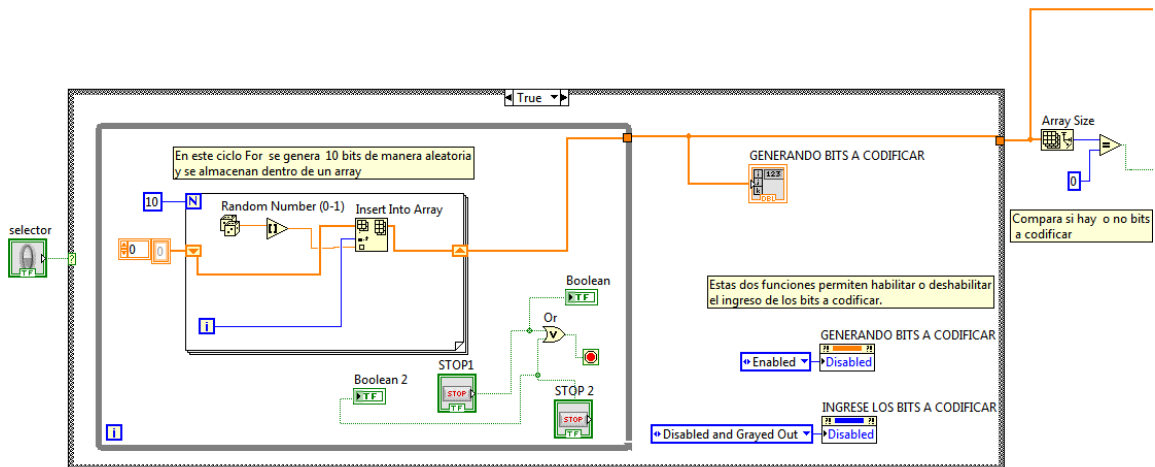 True
En este ciclo For se genera 10 bits de manera aleatoria
y se almacenan dentro de un array
10
N
Random Number (0-1)
Insert Into Array
selector
TF
?
0
0
i
Boolean
TF
Or
Boolean 2
TF
STOP1
STOP
TF
STOP 2
STOP
TF
i
GENERANDO BITS A CODIFICAR
i
j
k
123
DBL
Estas dos funciones permiten habilitar o deshabilitar
el ingreso de los bits a codificar.
GENERANDO BITS A CODIFICAR
Enabled
Disabled
INGRESE LOS BITS A CODIFICAR
Disabled and Grayed Out
Disabled
Array Size
=
0
Compara si hay o no bits
a codificar